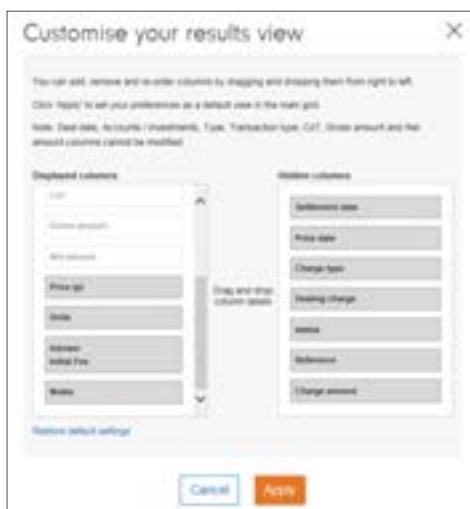 Customise your results view
You can add, remove and re-order columns by dragging and dropping them from right to left.
Click 'Apply' to set your preferences as a default view in the main grid.
Note: Deal date, Accounts / Investments, Type, Transaction type, CAT, Gross amount and Net
amount columns cannot be modified.
Displayed columns
Hidden columns
Gross amount
Net amount
Price (p)
Units
Adviser
Initial Fee
Notes
Drag and drop
column labels
Settlement date
Price date
Charge type
Dealing charge
Reference
Charge amount
Restore default settings
Cancel
Apply